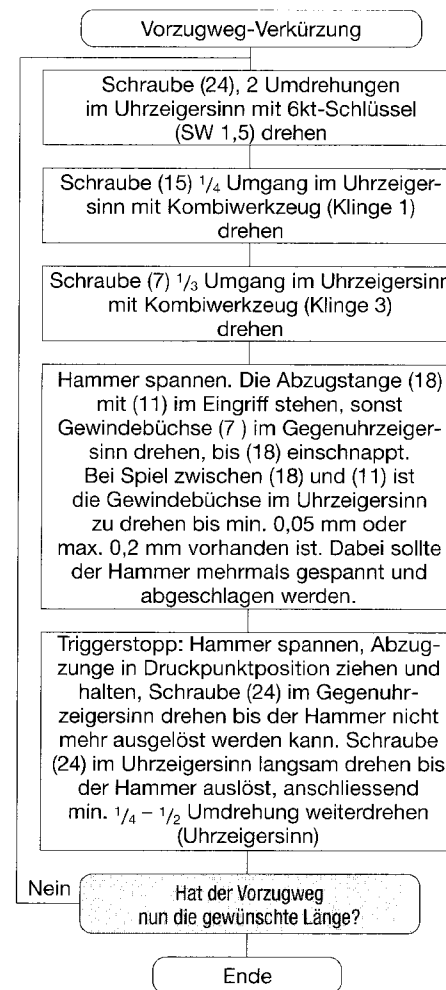 Vorzugweg-Verkürzung
Schraube (24), 2 Umdrehungen
im Uhrzeigersinn mit 6kt-Schlüssel
(SW 1,5) drehen
Schraube (15) 1/4 Umgang im Uhrzeiger-
sinn mit Kombiwerkzeug (Klinge 1)
drehen
Schraube (7) 1/3 Umgang im Uhrzeigersinn
mit Kombiwerkzeug (Klinge 3)
drehen
Hammer spannen. Die Abzugstange (18)
mit (11) im Eingriff stehen, sonst
Gewindebüchse (7 ) im Gegenuhrzeiger-
sinn drehen, bis (18) einschnappt.
Bei Spiel zwischen (18) und (11) ist
die Gewindebüchse im Uhrzeigersinn
zu drehen bis min. 0,05 mm oder
max. 0,2 mm vorhanden ist. Dabei sollte
der Hammer mehrmals gespannt und
abgeschlagen werden.
Triggerstopp: Hammer spannen, Abzug-
zunge in Druckpunktposition ziehen und
halten, Schraube (24) im Gegenuhr-
zeigersinn drehen bis der Hammer nicht
mehr ausgelöst werden kann. Schraube
(24) im Uhrzeigersinn langsam drehen bis
der Hammer auslöst, anschliessend
min. 1/4 – 1/2 Umdrehung weiterdrehen
(Uhrzeigersinn)
Nein
Hat der Vorzugweg
nun die gewünschte Länge?
Ende